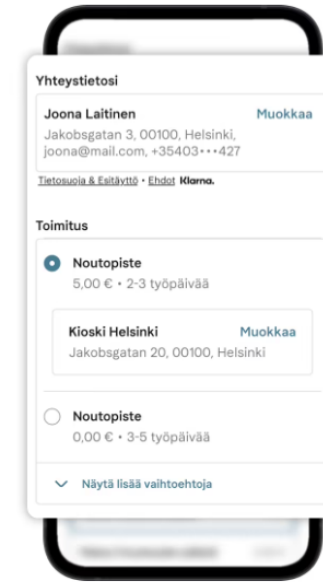 Yhteystietosi
Joona Laitinen Muokkaa
Jakobsgatan 3, 00100, Helsinki,
joona@mail.com, +35403•••427
Tietosuoja & Esitäyttö • Ehdot Klarna.
Toimitus
Noutopiste
5,00 € • 2-3 työpäivää
Kioski Helsinki Muokkaa
Jakobsgatan 20, 00100, Helsinki
Noutopiste
0,00 € • 3-5 työpäivää
Näytä lisää vaihtoehtoja